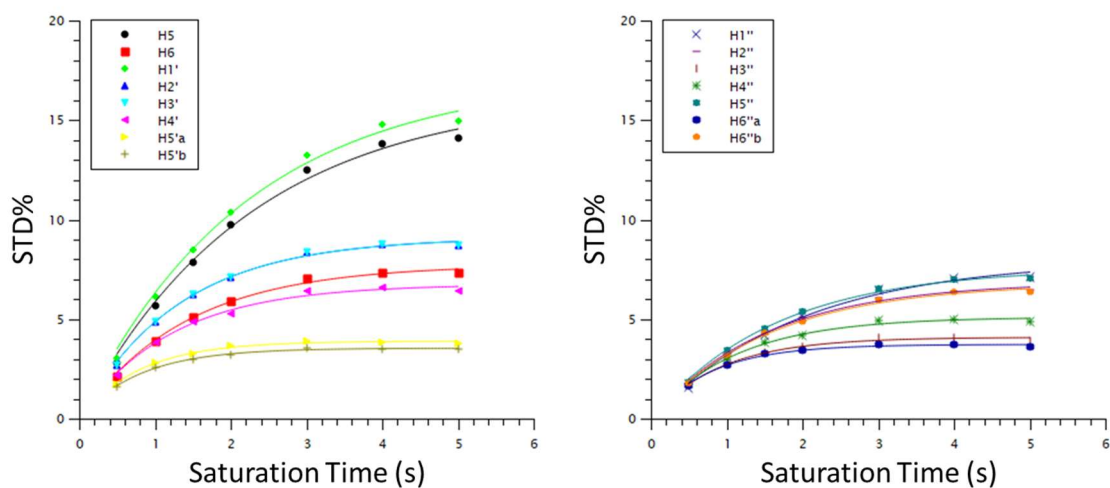 20
15
10
5
0
STD%
H5
H6
H1'
H2'
H3'
H4'
H5'a
H5'b
0 1 2 3 4 5 6
Saturation Time (s)
20
15
10
5
0
STD%
H1''
H2''
H3''
H4''
H5''
H6''a
H6''b
0 1 2 3 4 5 6
Saturation Time (s)